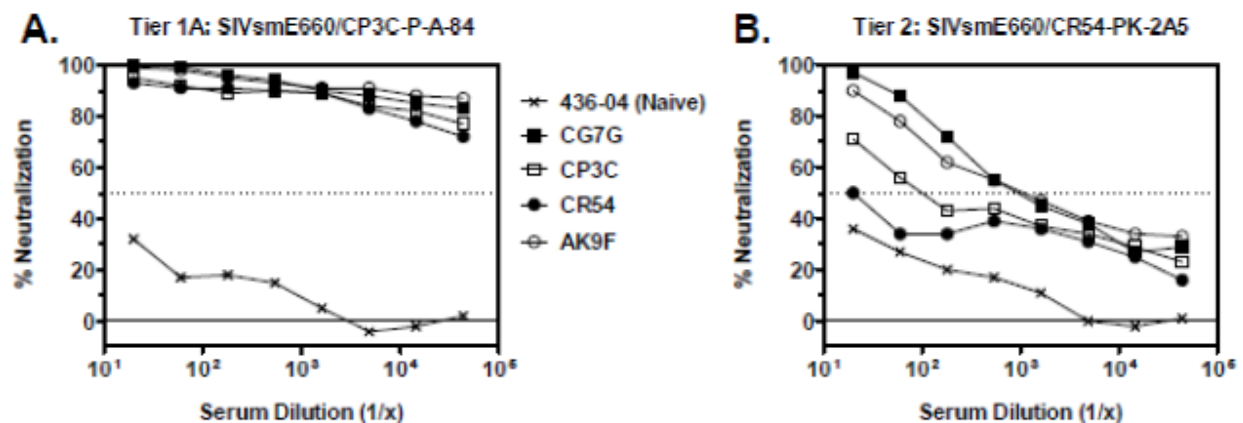 A. Tier 1A: SIVsmE660/CP3C-P-A-84
% Neutralization
100
80
60
40
20
0
10¹ 10² 10³ 10⁴ 10⁵
Serum Dilution (1/x)
436-04 (Naive)
CG7G
CP3C
CR54
AK9F
B. Tier 2: SIVsmE660/CR54-PK-2A5
% Neutralization
100
80
60
40
20
0
10¹ 10² 10³ 10⁴ 10⁵
Serum Dilution (1/x)